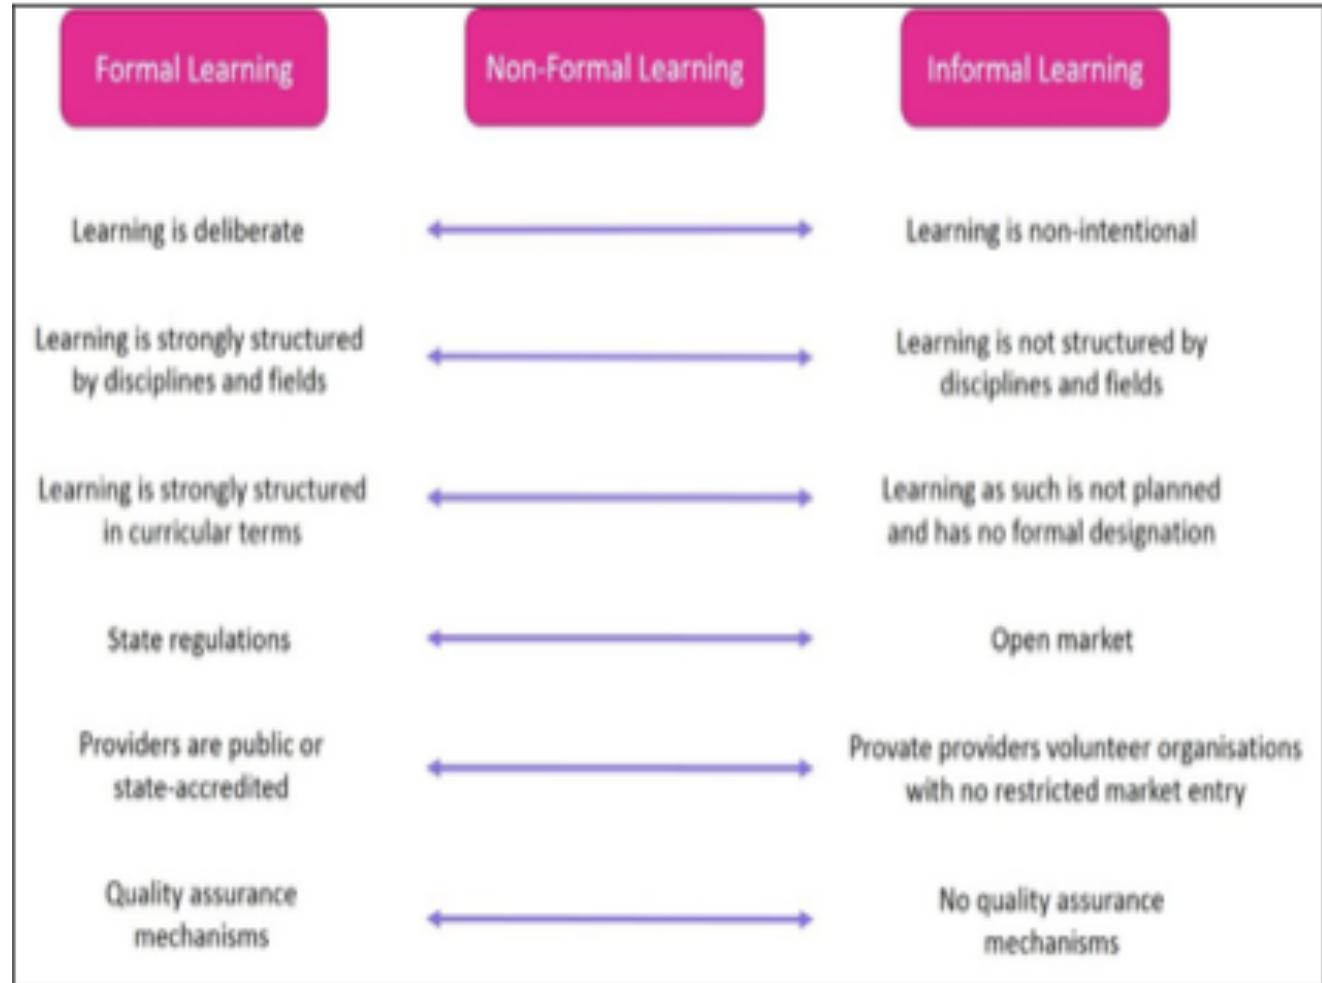 Formal Learning
Non-Formal Learning
Informal Learning
Learning is deliberate
Learning is non-intentional
Learning is strongly structured
by disciplines and fields
Learning is not structured by
disciplines and fields
Learning is strongly structured
in curricular terms
Learning as such is not planned
and has no formal designation
State regulations
Open market
Providers are public or
state-accredited
Provate providers volunteer organisations
with no restricted market entry
Quality assurance
mechanisms
No quality assurance
mechanisms